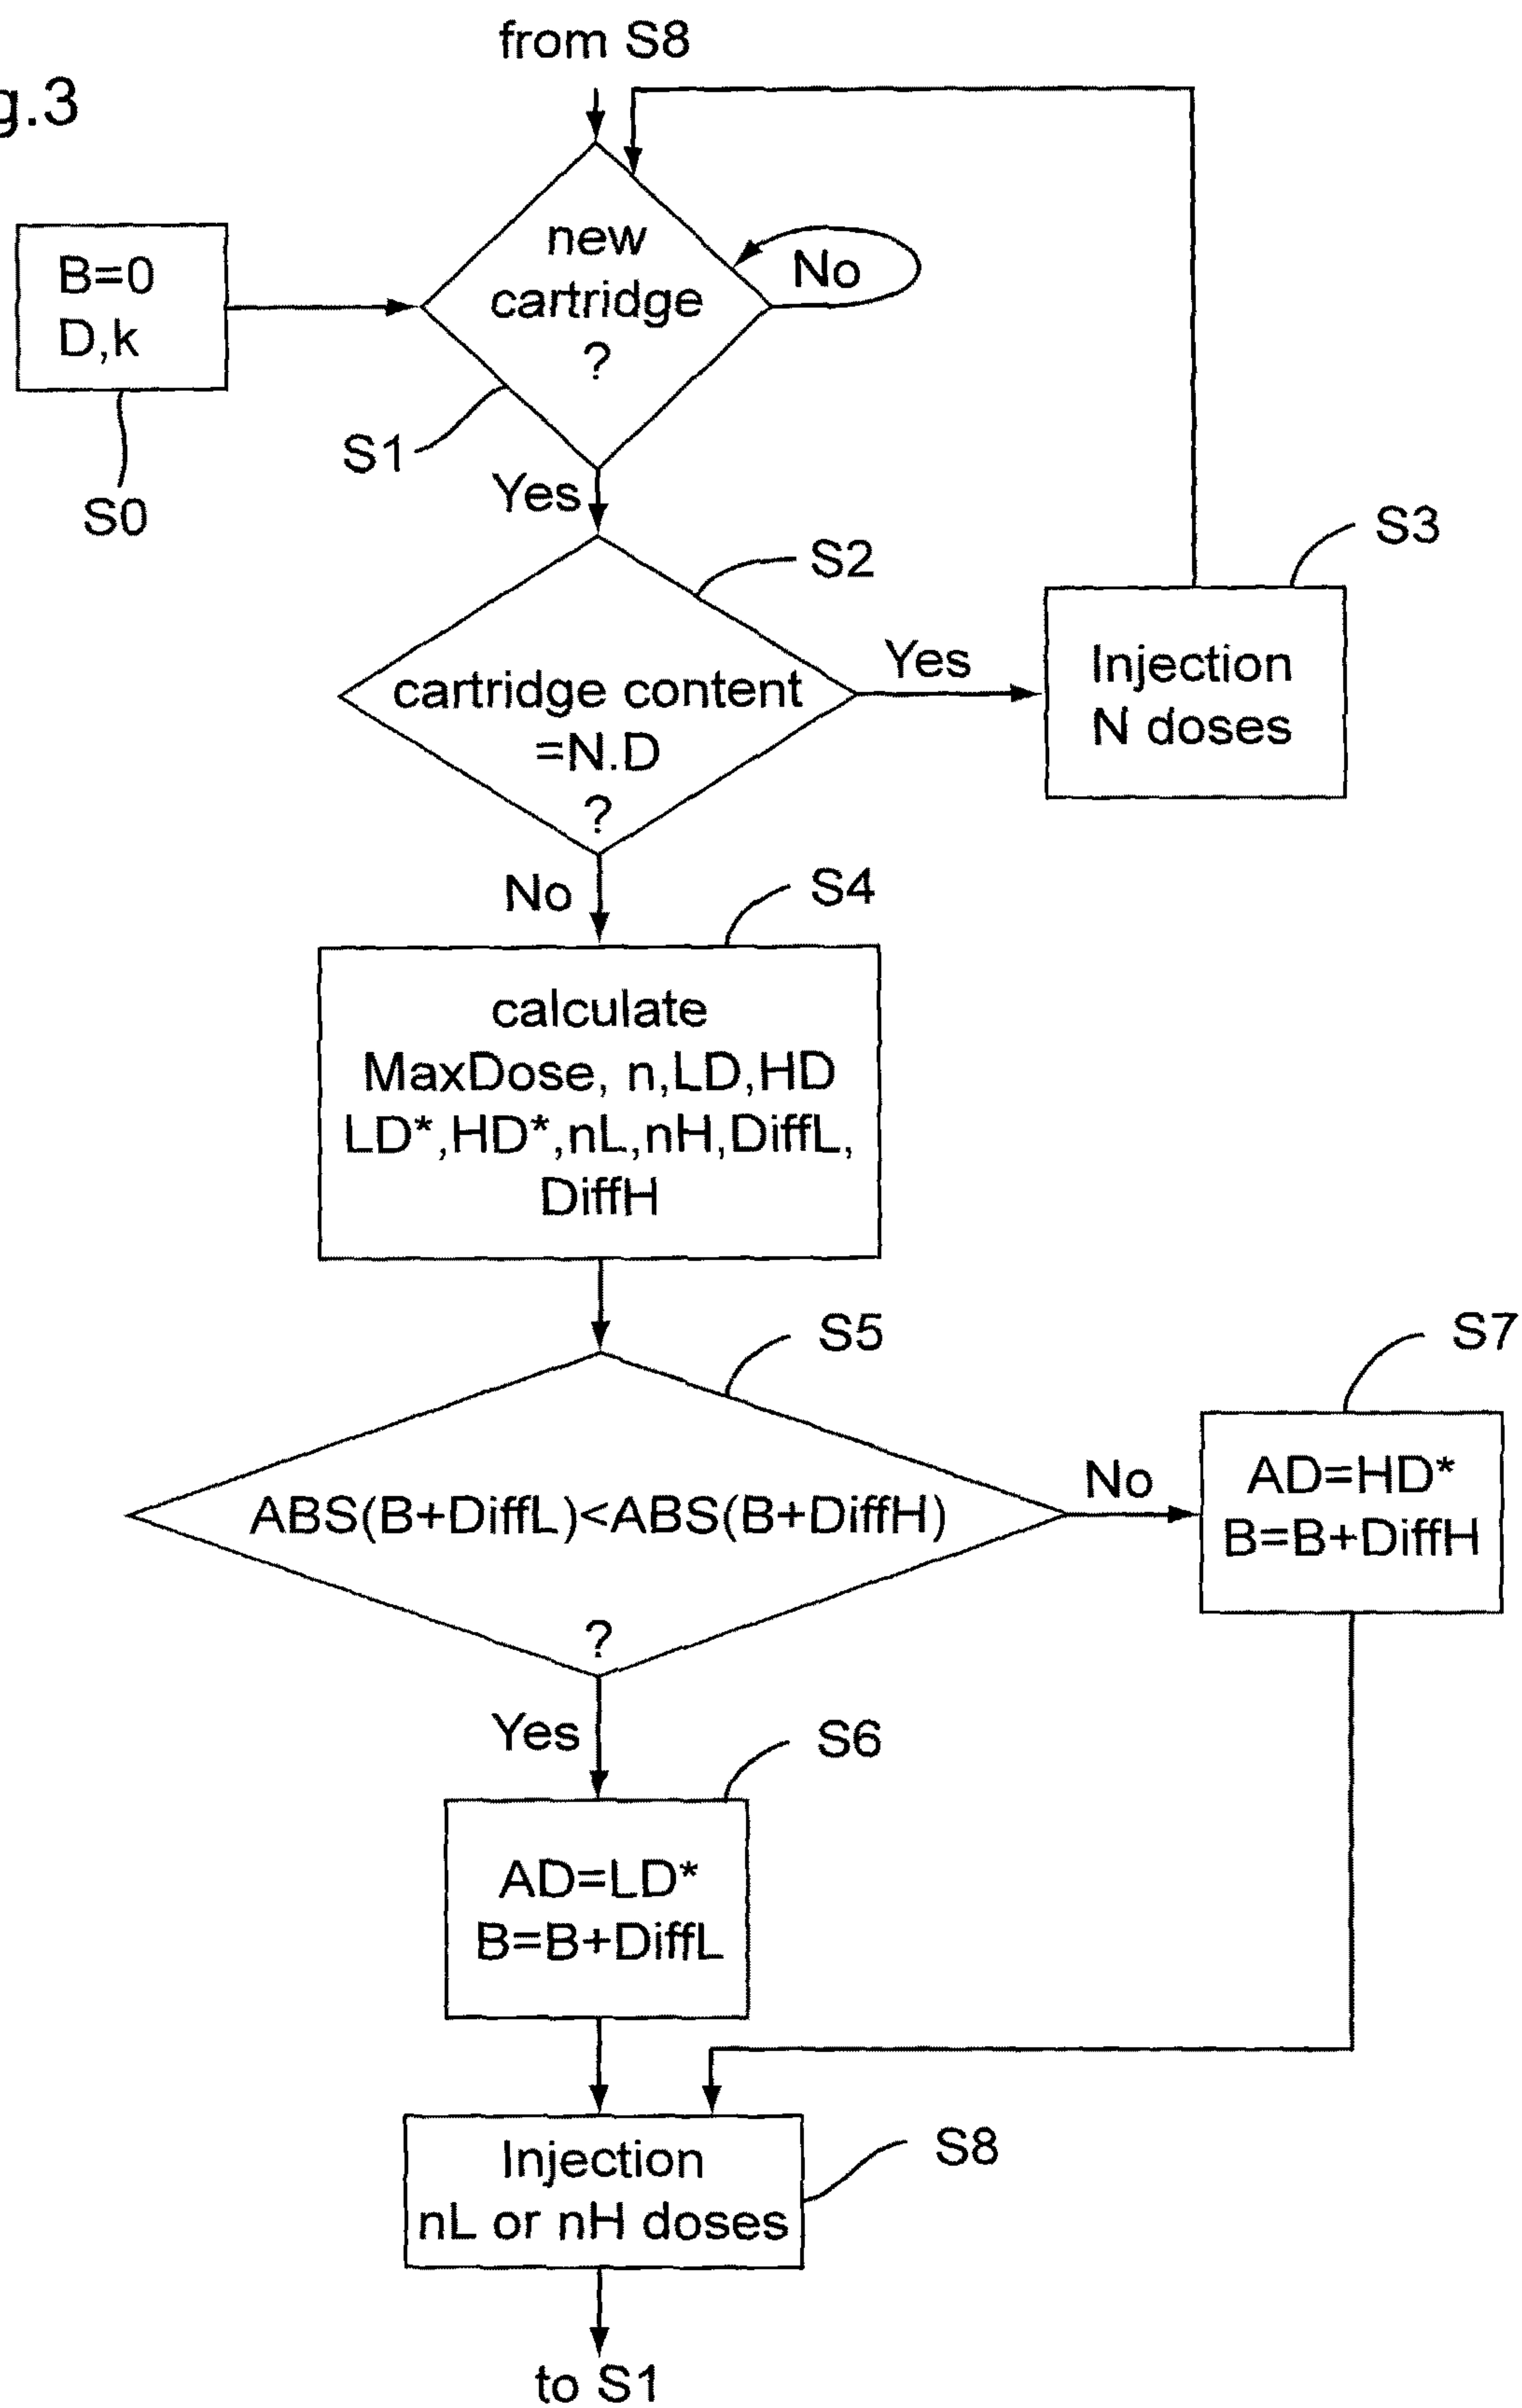 from S8
g.3
B=0
D,k
S0
new
cartridge
?
No
S1
Yes
S2
cartridge content
=N.D
?
Yes
S3
Injection
N doses
No
S4
calculate
MaxDose, n,LD,HD
LD*,HD*,nL,nH,DiffL,
DiffH
S5
ABS(B+DiffL)<ABS(B+DiffH)
?
No
S7
AD=HD*
B=B+DiffH
Yes
S6
AD=LD*
B=B+DiffL
Injection
nL or nH doses
S8
to S1